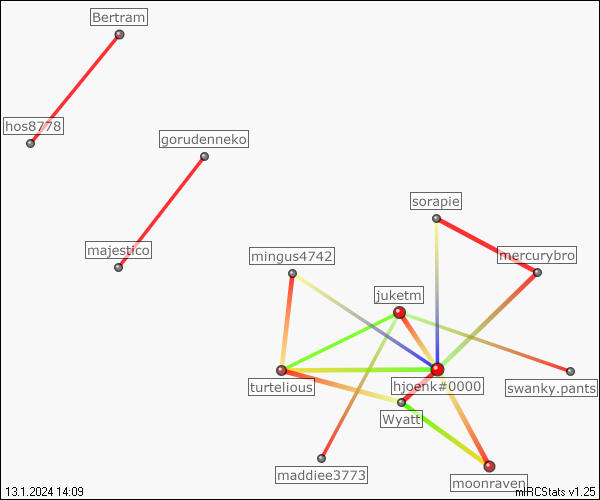 Bertram
hos8778
gorudenneko
majestico
sorapie
mingus4742
mercurybro
juketm
turtelious
hjoenk#0000
swanky.pants
Wyatt
maddiee3773
moonraven
13.1.2024 14:09
mIRCStats v1.25